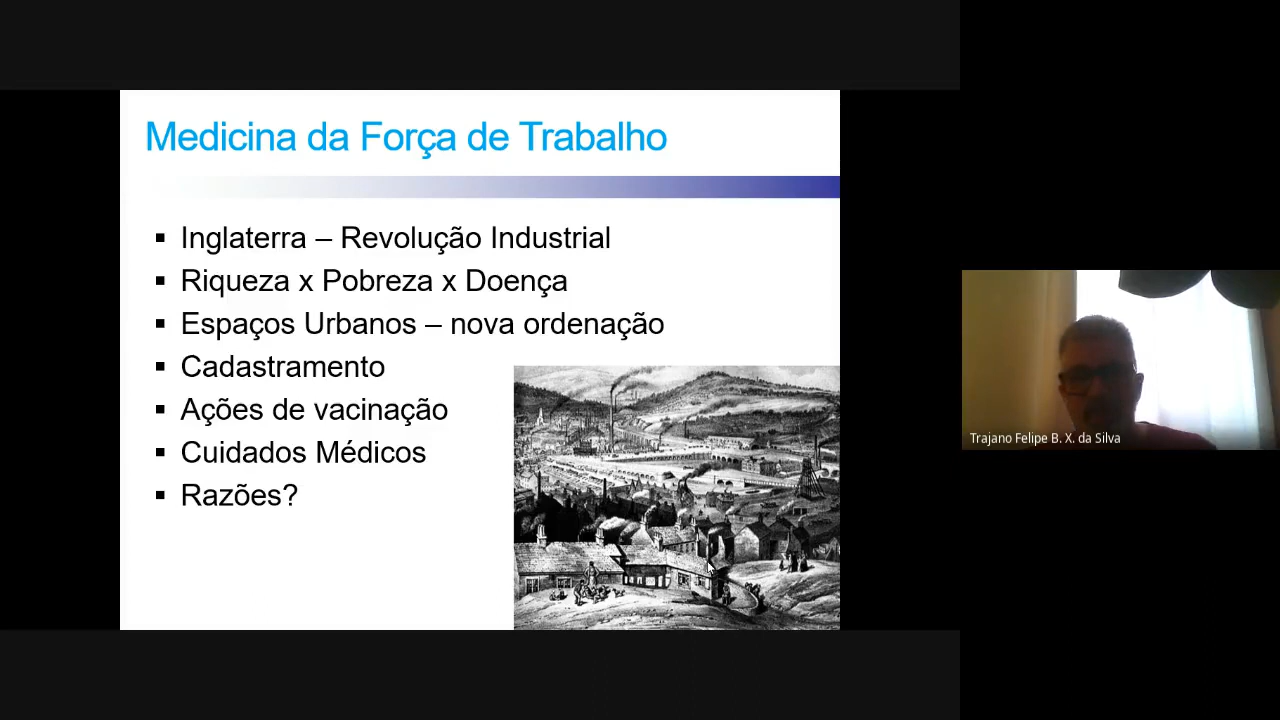 Medicina da Força de Trabalho
▪ Inglaterra – Revolução Industrial
▪ Riqueza x Pobreza x Doença
▪ Espaços Urbanos – nova ordenação
▪ Cadastramento
▪ Ações de vacinação
▪ Cuidados Médicos
▪ Razões?
Trajano Felipe B. X. da Silva